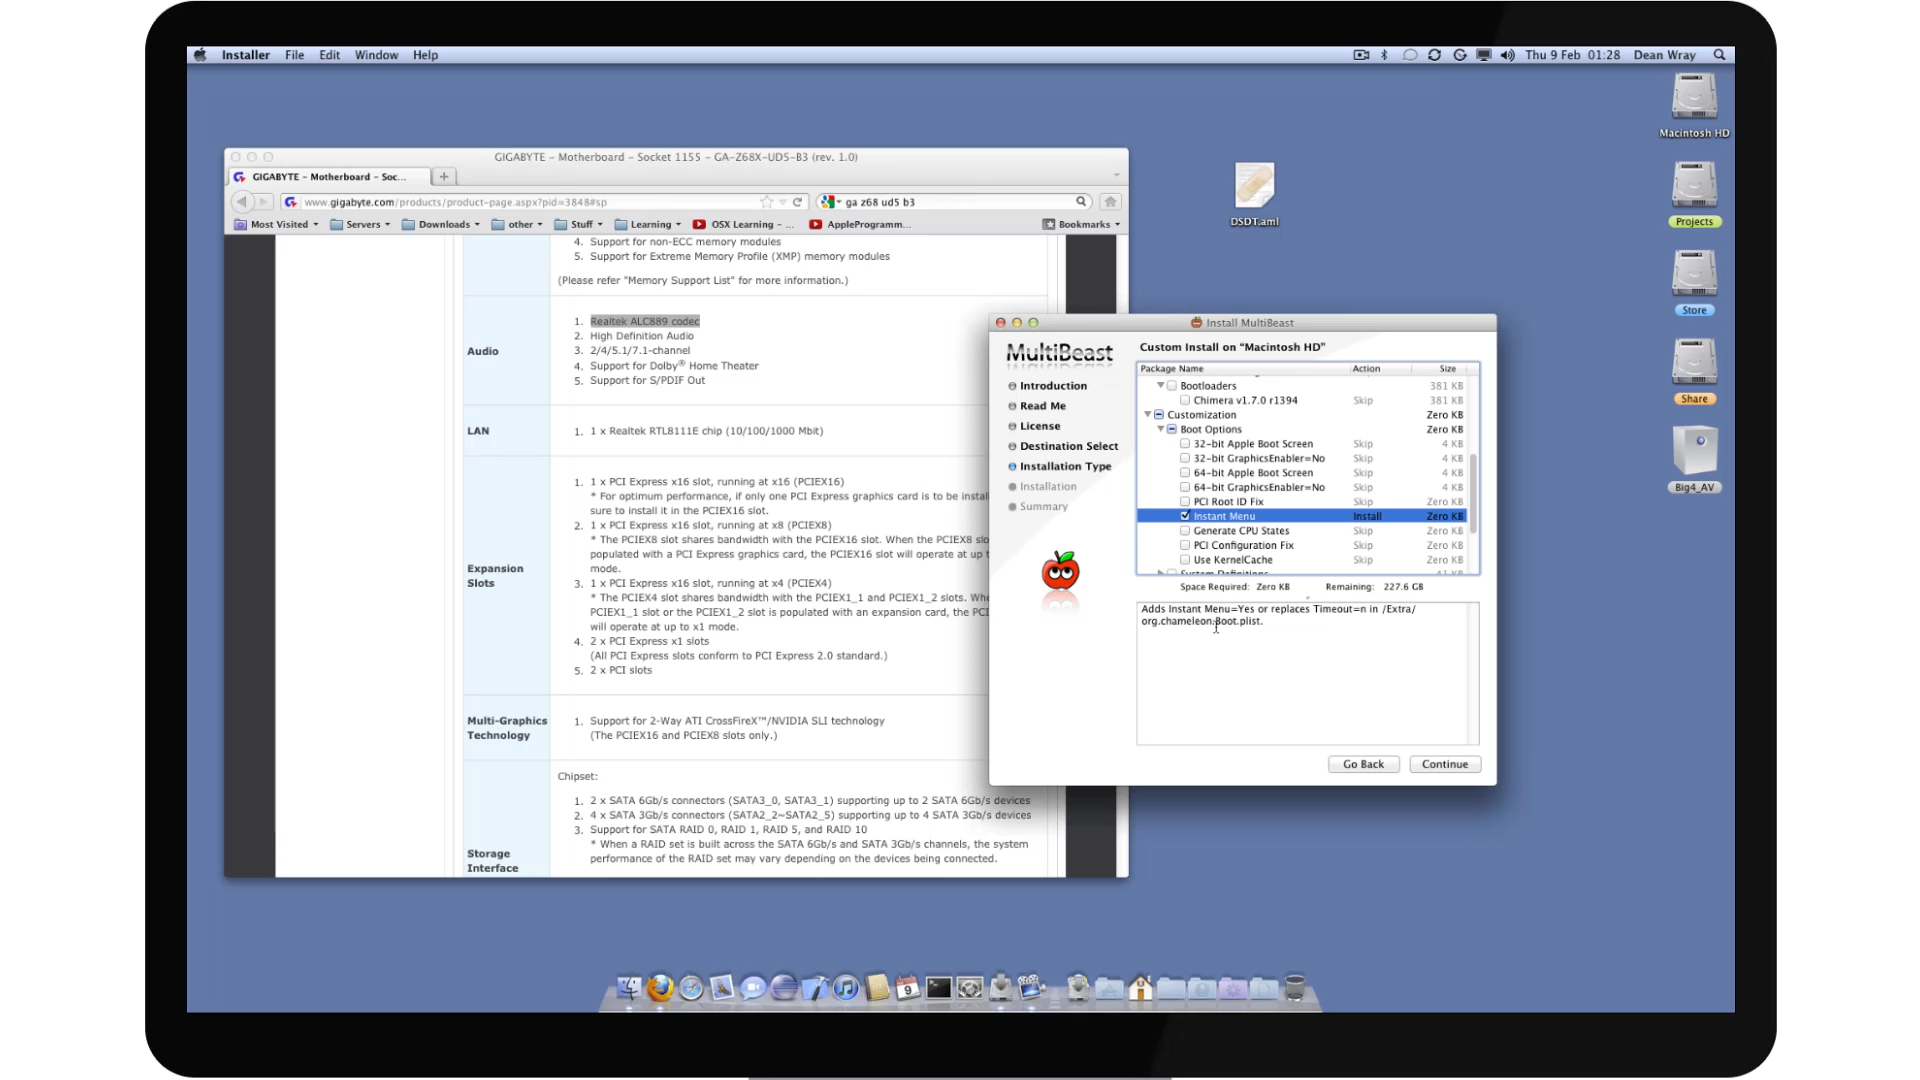 Installer File Edit Window Help
Thu 9 Feb 01:28 Dean Wray
Macintosh HD
Projects
Store
Share
Big4_AV
DSDT.aml
GIGABYTE - Motherboard - Socket 1155 - GA-Z68X-UD5-B3 (rev. 1.0)
GIGABYTE - Motherboard - Soc...
www.gigabyte.com/products/product-page.aspx?pid=3848#sp
ga z68 ud5 b3
Most Visited Servers Downloads other Stuff Learning OSX Learning - ... AppleProgramm... Bookmarks
4. Support for non-ECC memory modules
5. Support for Extreme Memory Profile (XMP) memory modules
(Please refer "Memory Support List" for more information.)
Audio
1. Realtek ALC889 codec
2. High Definition Audio
3. 2/4/5.1/7.1-channel
4. Support for Dolby® Home Theater
5. Support for S/PDIF Out
LAN
1. 1 x Realtek RTL8111E chip (10/100/1000 Mbit)
Expansion
Slots
1. 1 x PCI Express x16 slot, running at x16 (PCIEX16)
* For optimum performance, if only one PCI Express graphics card is to be instal
sure to install it in the PCIEX16 slot.
2. 1 x PCI Express x16 slot, running at x8 (PCIEX8)
* The PCIEX8 slot shares bandwidth with the PCIEX16 slot. When the PCIEX8 slo
populated with a PCI Express graphics card, the PCIEX16 slot will operate at up t
mode.
3. 1 x PCI Express x16 slot, running at x4 (PCIEX4)
* The PCIEX4 slot shares bandwidth with the PCIEX1_1 and PCIEX1_2 slots. Whe
PCIEX1_1 slot or the PCIEX1_2 slot is populated with an expansion card, the PCI
will operate at up to x1 mode.
4. 2 x PCI Express x1 slots
(All PCI Express slots conform to PCI Express 2.0 standard.)
5. 2 x PCI slots
Multi-Graphics
Technology
1. Support for 2-Way ATI CrossFireX™/NVIDIA SLI technology
(The PCIEX16 and PCIEX8 slots only.)
Storage
Interface
Chipset:
1. 2 x SATA 6Gb/s connectors (SATA3_0, SATA3_1) supporting up to 2 SATA 6Gb/s devices
2. 4 x SATA 3Gb/s connectors (SATA2_2~SATA2_5) supporting up to 4 SATA 3Gb/s devices
3. Support for SATA RAID 0, RAID 1, RAID 5, and RAID 10
* When a RAID set is built across the SATA 6Gb/s and SATA 3Gb/s channels, the system
performance of the RAID set may vary depending on the devices being connected.
Install MultiBeast
MultiBeast
Introduction
Read Me
License
Destination Select
Installation Type
Installation
Summary
Custom Install on "Macintosh HD"
Package Name Action Size
Bootloaders 381 KB
Chimera v1.7.0 r1394 Skip 381 KB
Customization Zero KB
Boot Options Zero KB
32-bit Apple Boot Screen Skip 4 KB
32-bit GraphicsEnabler=No Skip 4 KB
64-bit Apple Boot Screen Skip 4 KB
64-bit GraphicsEnabler=No Skip 4 KB
PCI Root ID Fix Skip Zero KB
Instant Menu Install Zero KB
Generate CPU States Skip Zero KB
PCI Configuration Fix Skip Zero KB
Use KernelCache Skip Zero KB
System Definitions 41 KB
Space Required: Zero KB Remaining: 227.6 GB
Adds Instant Menu=Yes or replaces Timeout=n in /Extra/
org.chameleon.Boot.plist.
Go Back Continue
9